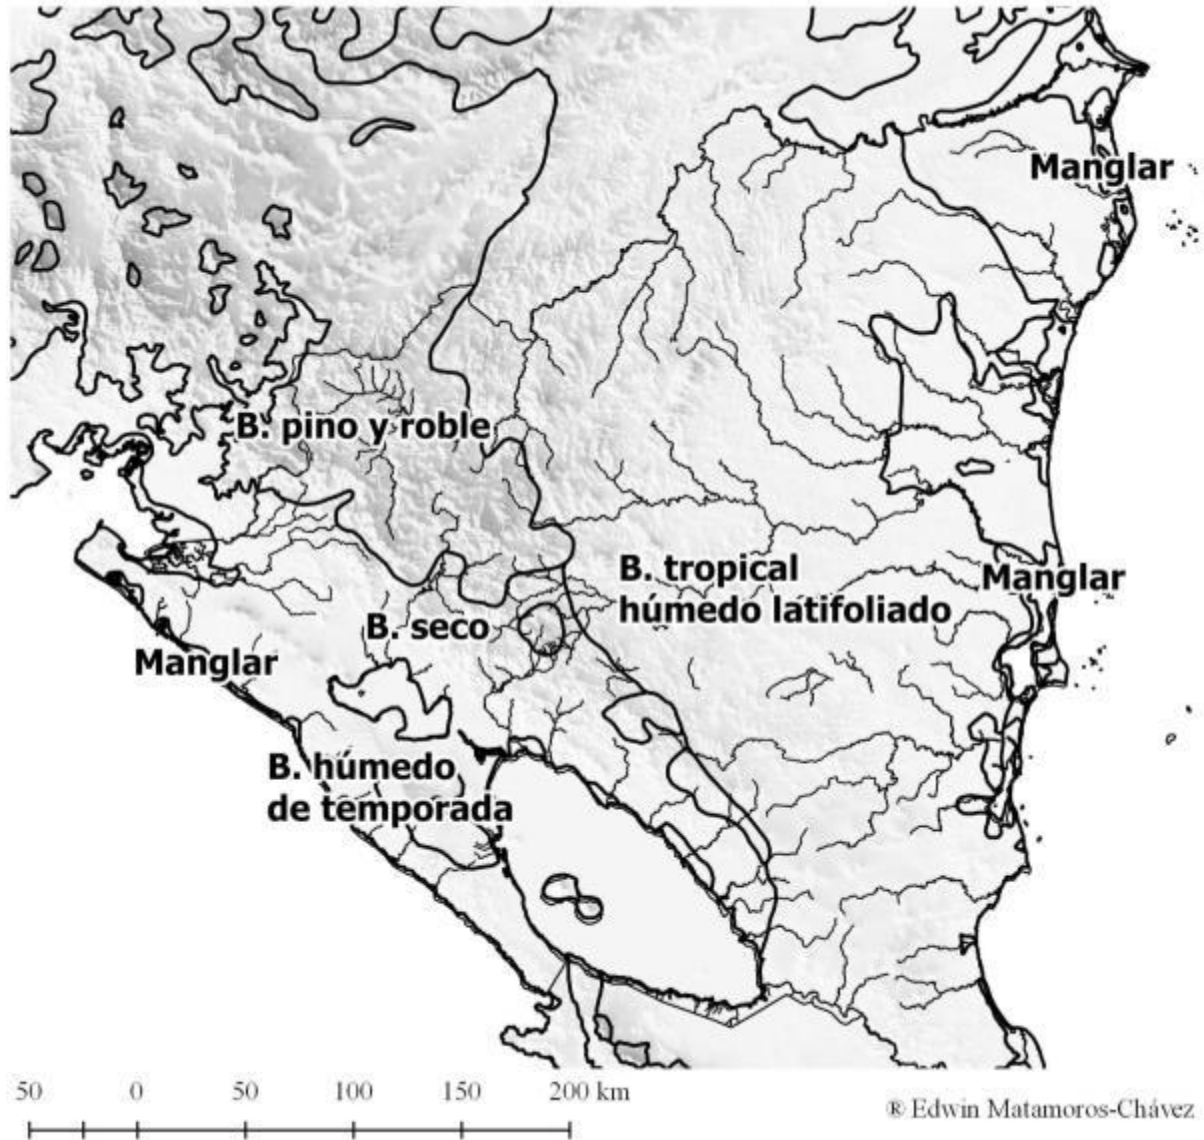 Manglar
B. pino y roble
B. tropical
húmedo latifoliado
Manglar
B. seco
Manglar
B. húmedo
de temporada
50 0 50 100 150 200 km
® Edwin Matamoros-Chávez